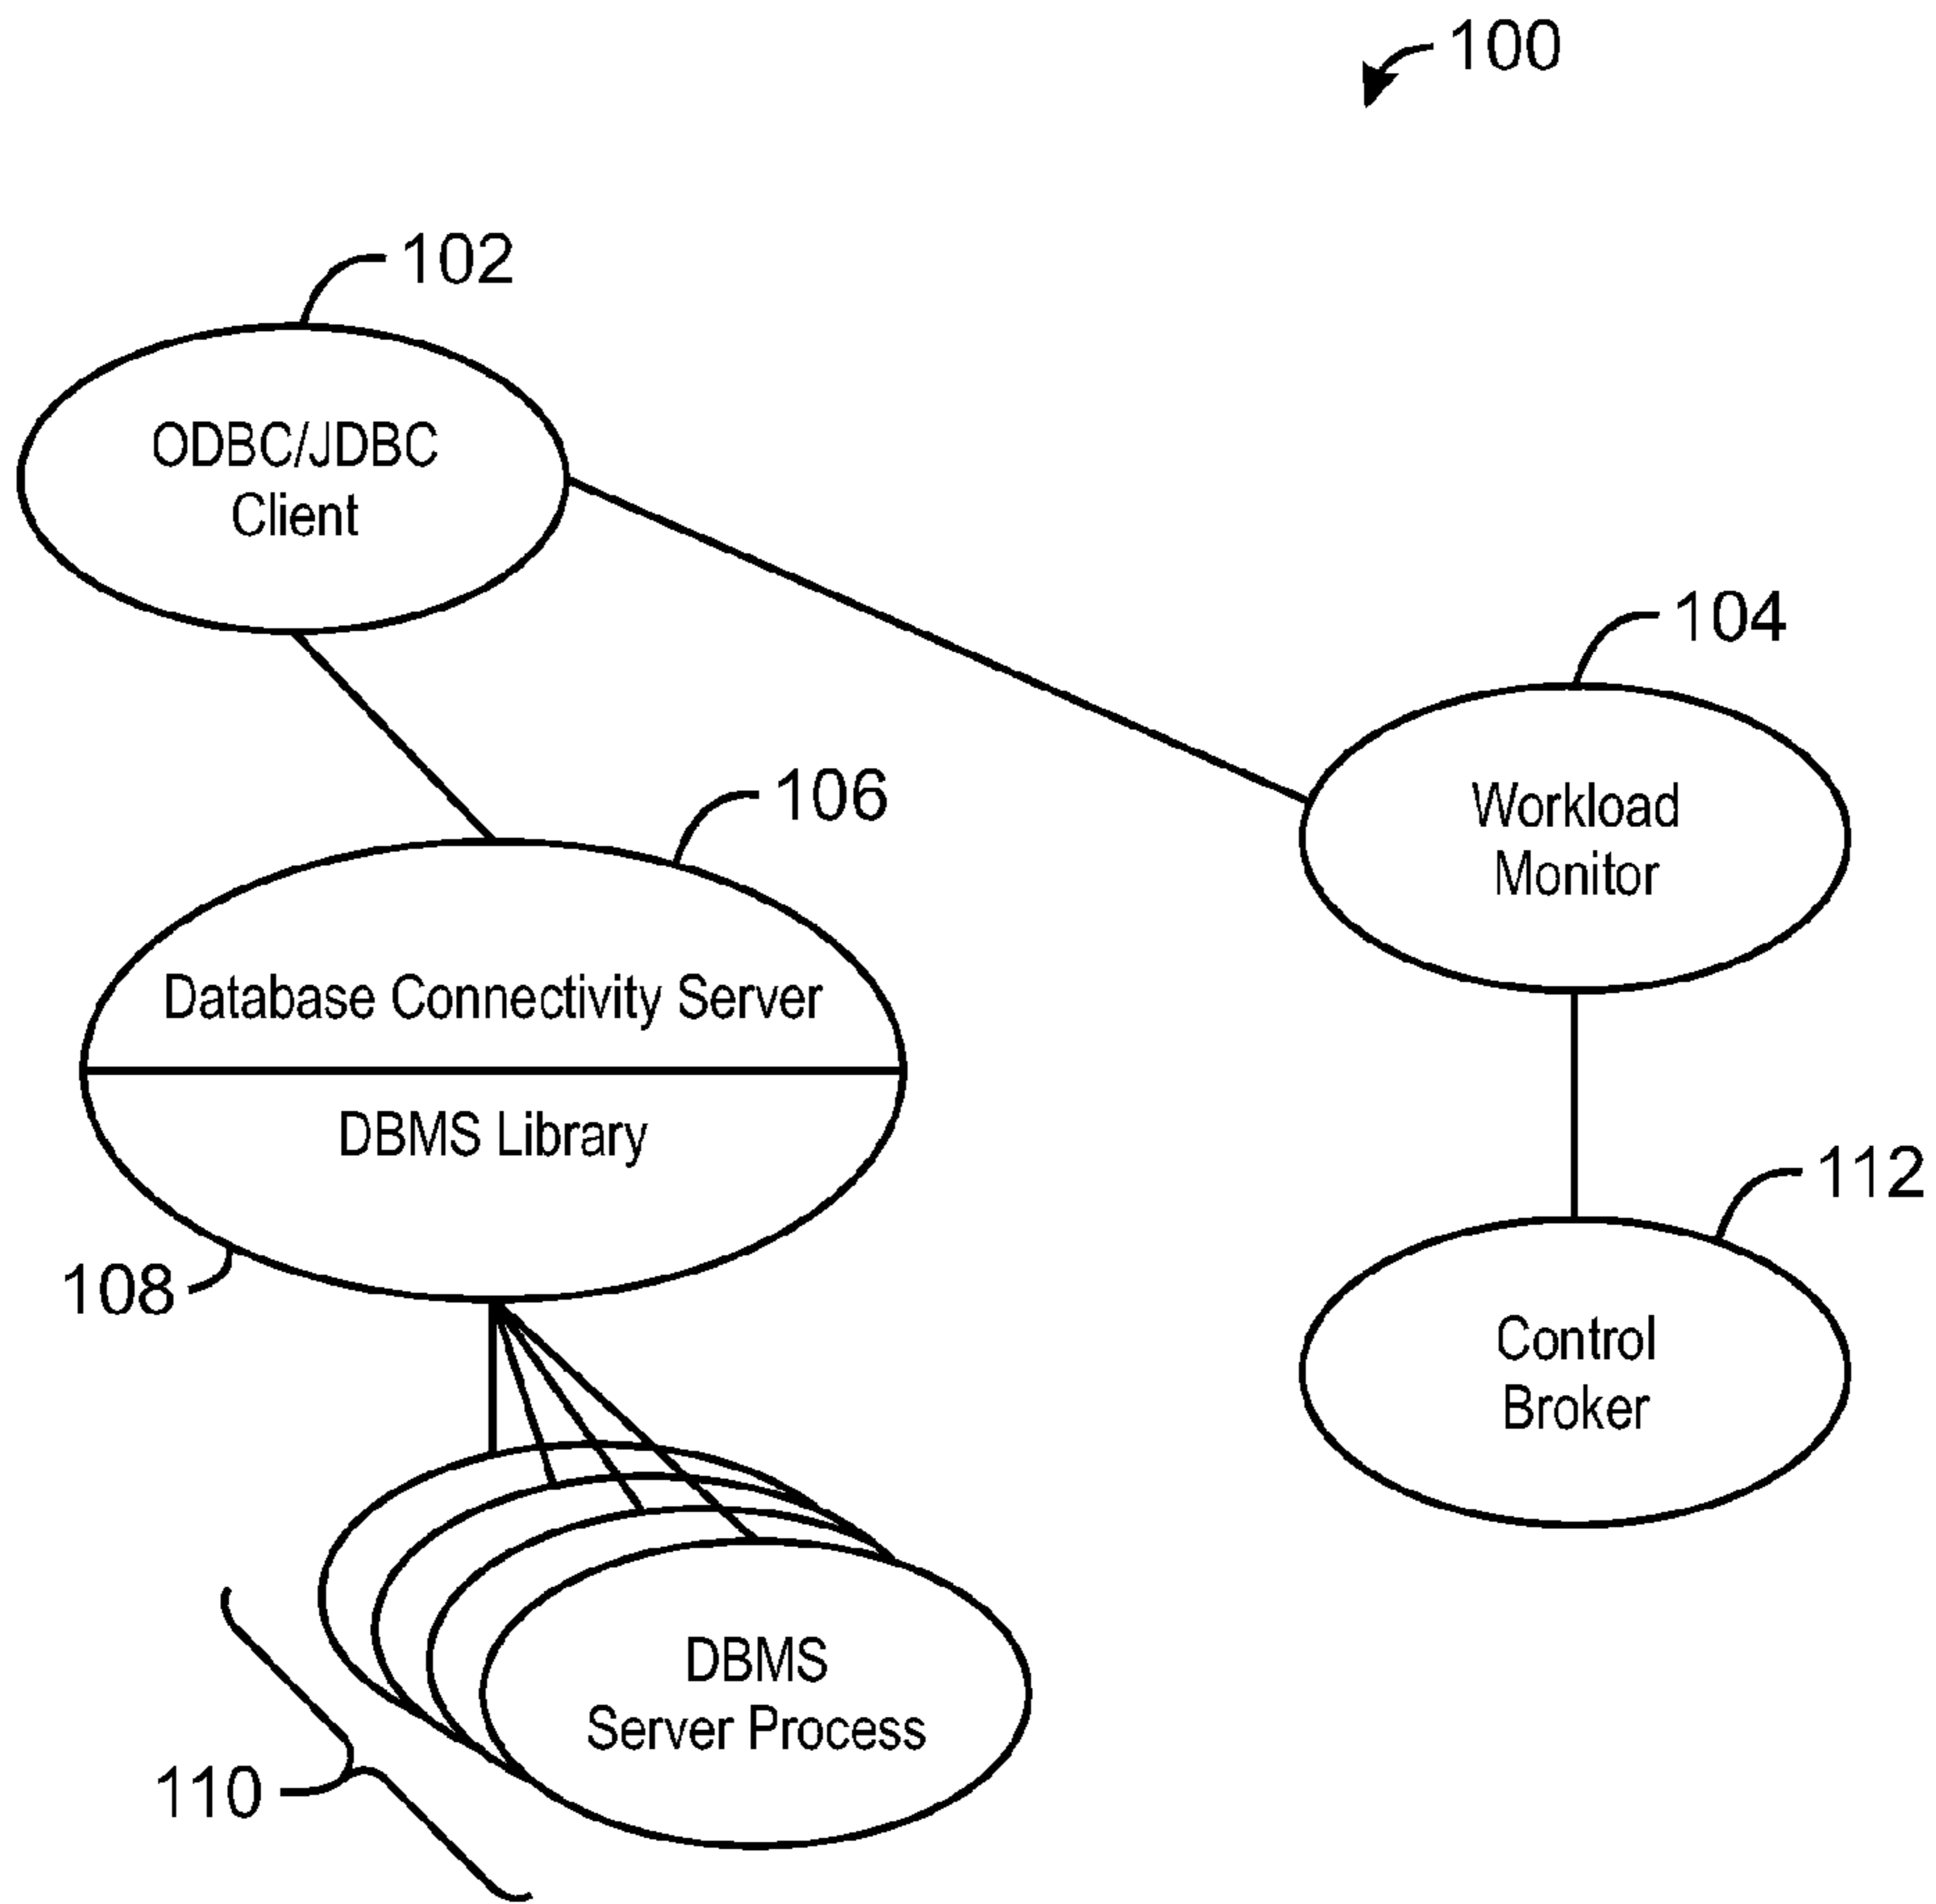 100
102
ODBC/JDBC
Client
104
Workload
Monitor
106
Database Connectivity Server
DBMS Library
108
112
Control
Broker
DBMS
Server Process
110